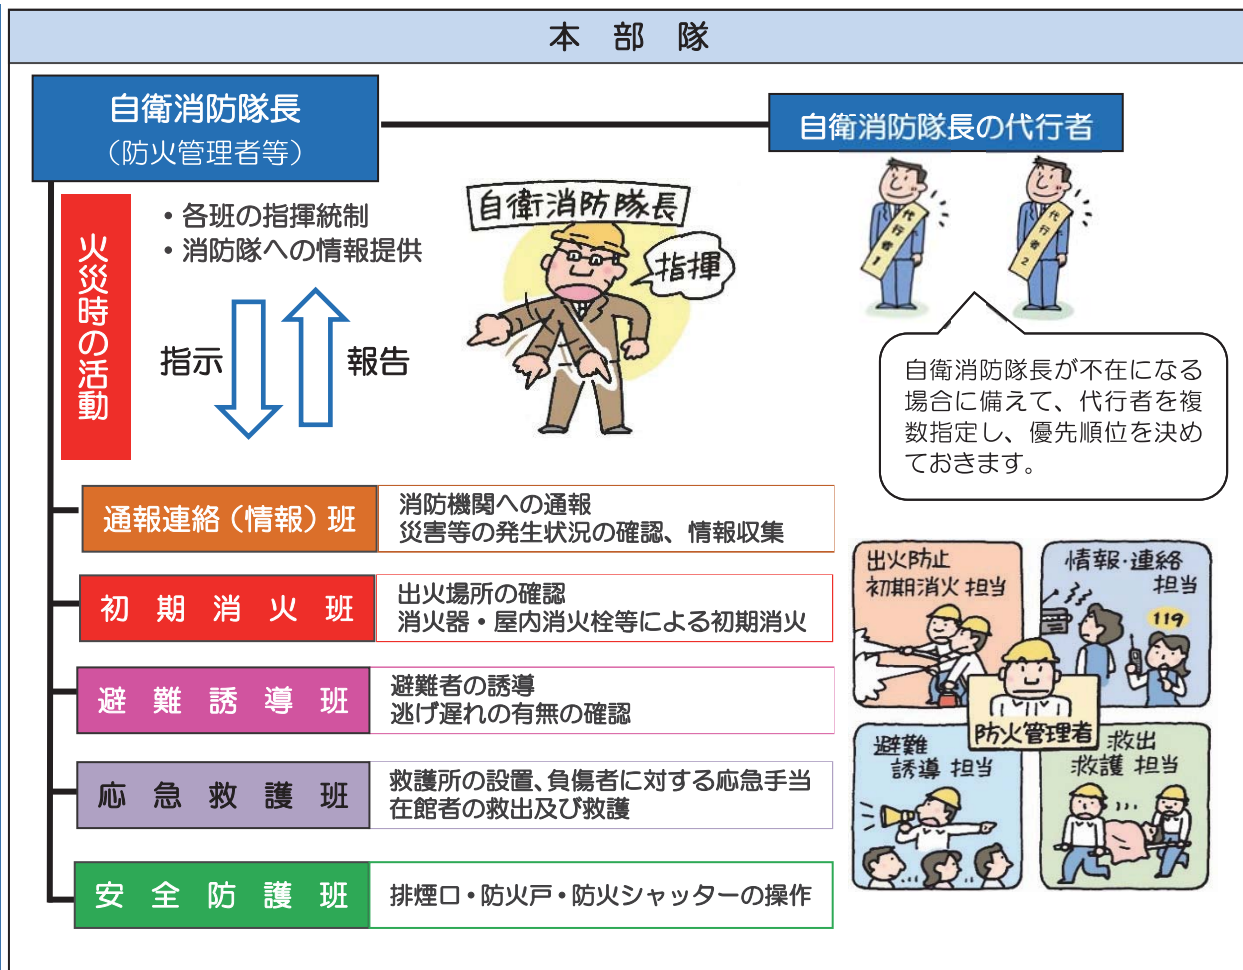 本部隊
自衛消防隊長
（防火管理者等）
自衛消防隊長の代行者
火災時の活動
・各班の指揮統制
・消防隊への情報提供
指示
報告
自衛消防隊長
指揮
代行者1
代行者2
自衛消防隊長が不在になる
場合に備えて、代行者を複
数指定し、優先順位を決め
ておきます。
通報連絡（情報）班
消防機関への通報
災害等の発生状況の確認、情報収集
初期消火班
出火場所の確認
消火器・屋内消火栓等による初期消火
避難誘導班
避難者の誘導
逃げ遅れの有無の確認
応急救護班
救護所の設置、負傷者に対する応急手当
在館者の救出及び救護
安全防護班
排煙口・防火戸・防火シャッターの操作
出火防止
初期消火担当
情報・連絡
担当
119
防火管理者
避難
誘導担当
救出
救護担当